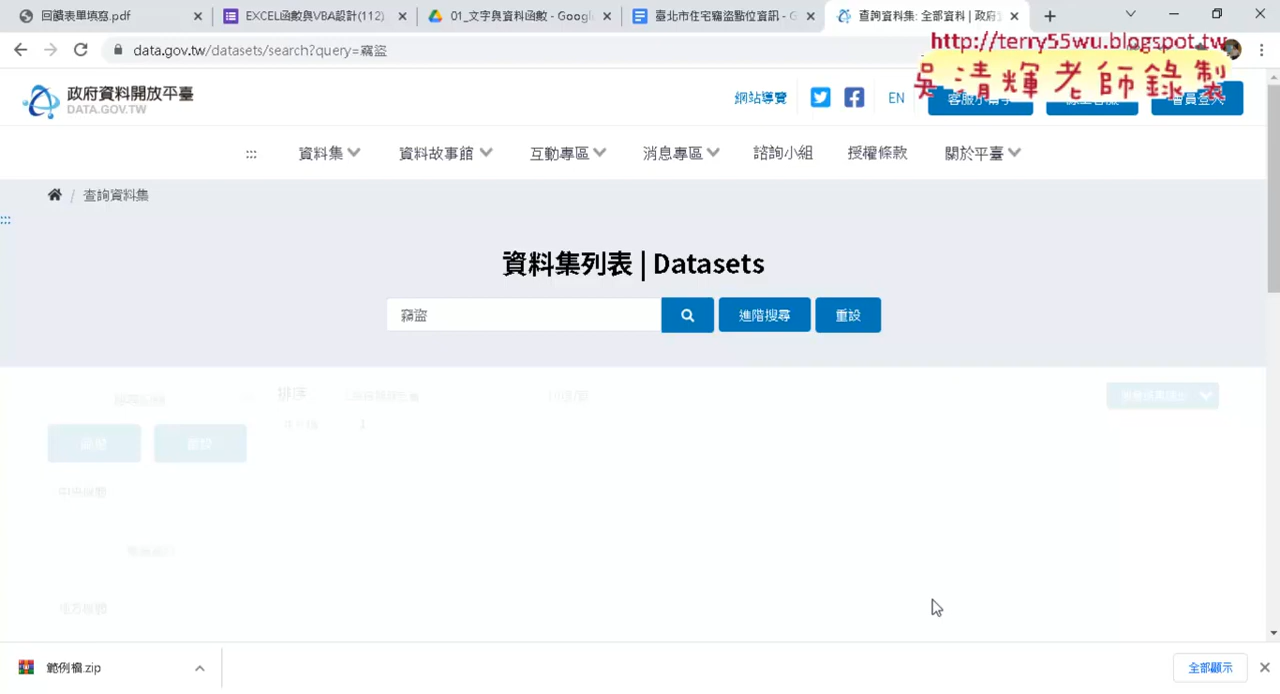 回饋表單填寫.pdf
EXCEL函數與VBA設計(112)
01_文字與資料函數 - Google
臺北市住宅竊盜點位資訊 - G
查詢資料集: 全部資料 | 政府
data.gov.tw/datasets/search?query=竊盜
http://terry55wu.blogspot.tw
吳清輝老師錄製
政府資料開放平臺
DATA.GOV.TW
網站導覽
EN
會員登入
資料集
資料故事館
互動專區
消息專區
諮詢小組
授權條款
關於平臺
查詢資料集
資料集列表 | Datasets
竊盜
進階搜尋
重設
排序
範例檔.zip
全部顯示